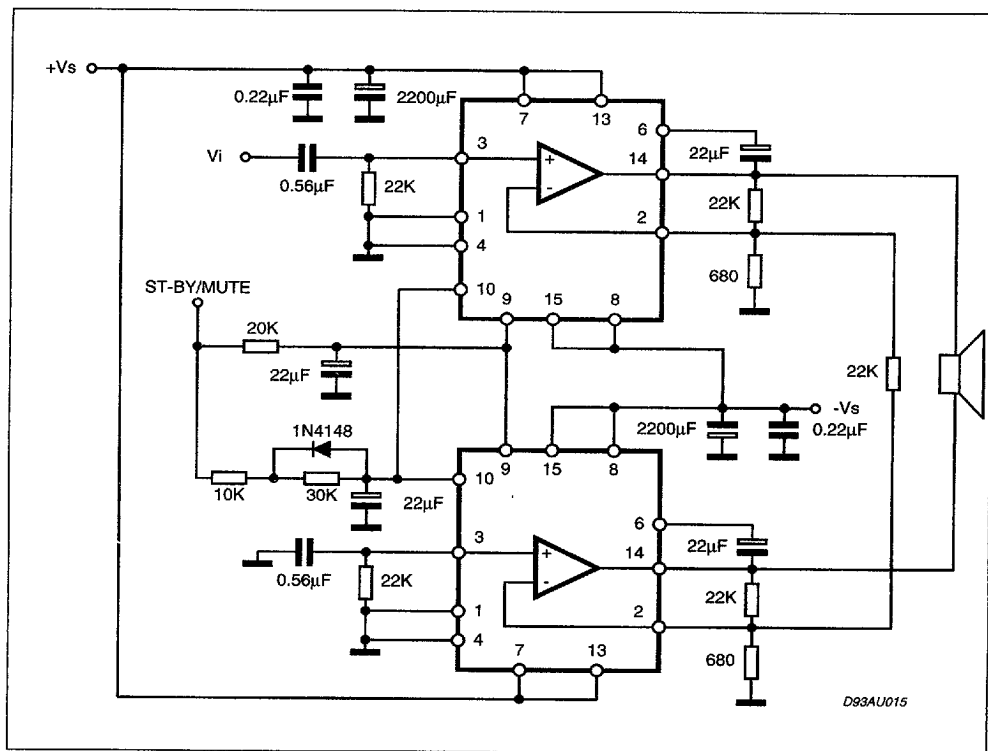 +Vs
0.22µF
2200µF
7
13
3
6
Vi
0.56µF
22K
+
-
14
22µF
1
2
22K
4
680
10
ST-BY/MUTE
9
15
8
20K
22µF
22K
-Vs
2200µF
0.22µF
1N4148
9
15
8
10
10K
30K
22µF
6
3
+
-
14
22µF
0.56µF
22K
22K
1
2
4
7
13
680
D93AU015